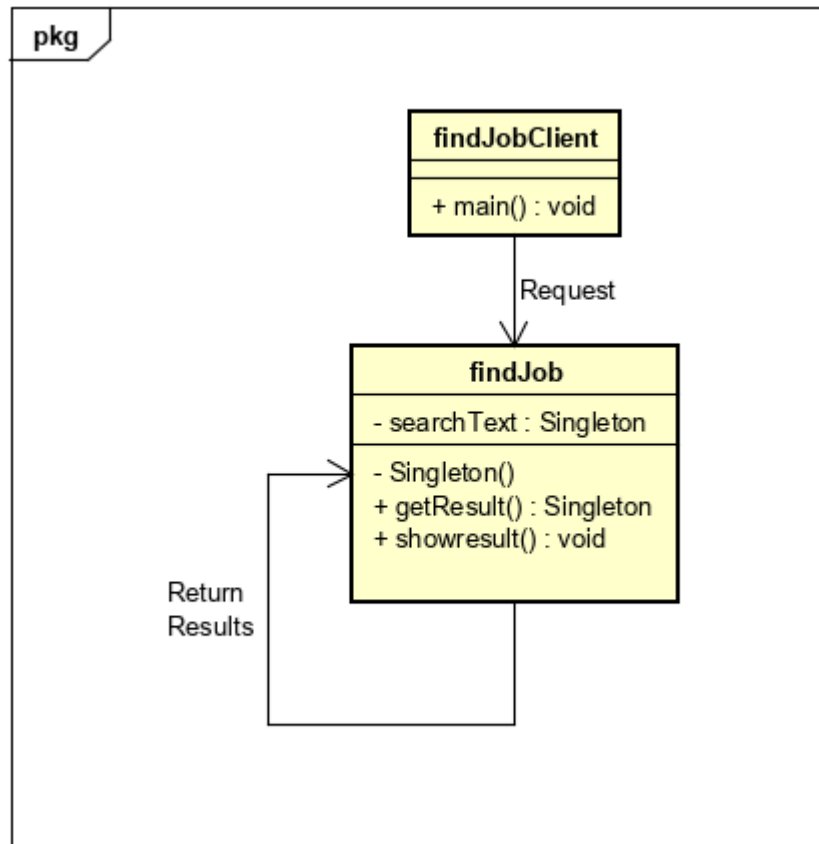 pkg
findJobClient
+ main() : void
Request
findJob
- searchText : Singleton
- Singleton()
+ getResult() : Singleton
+ showresult() : void
Return
Results